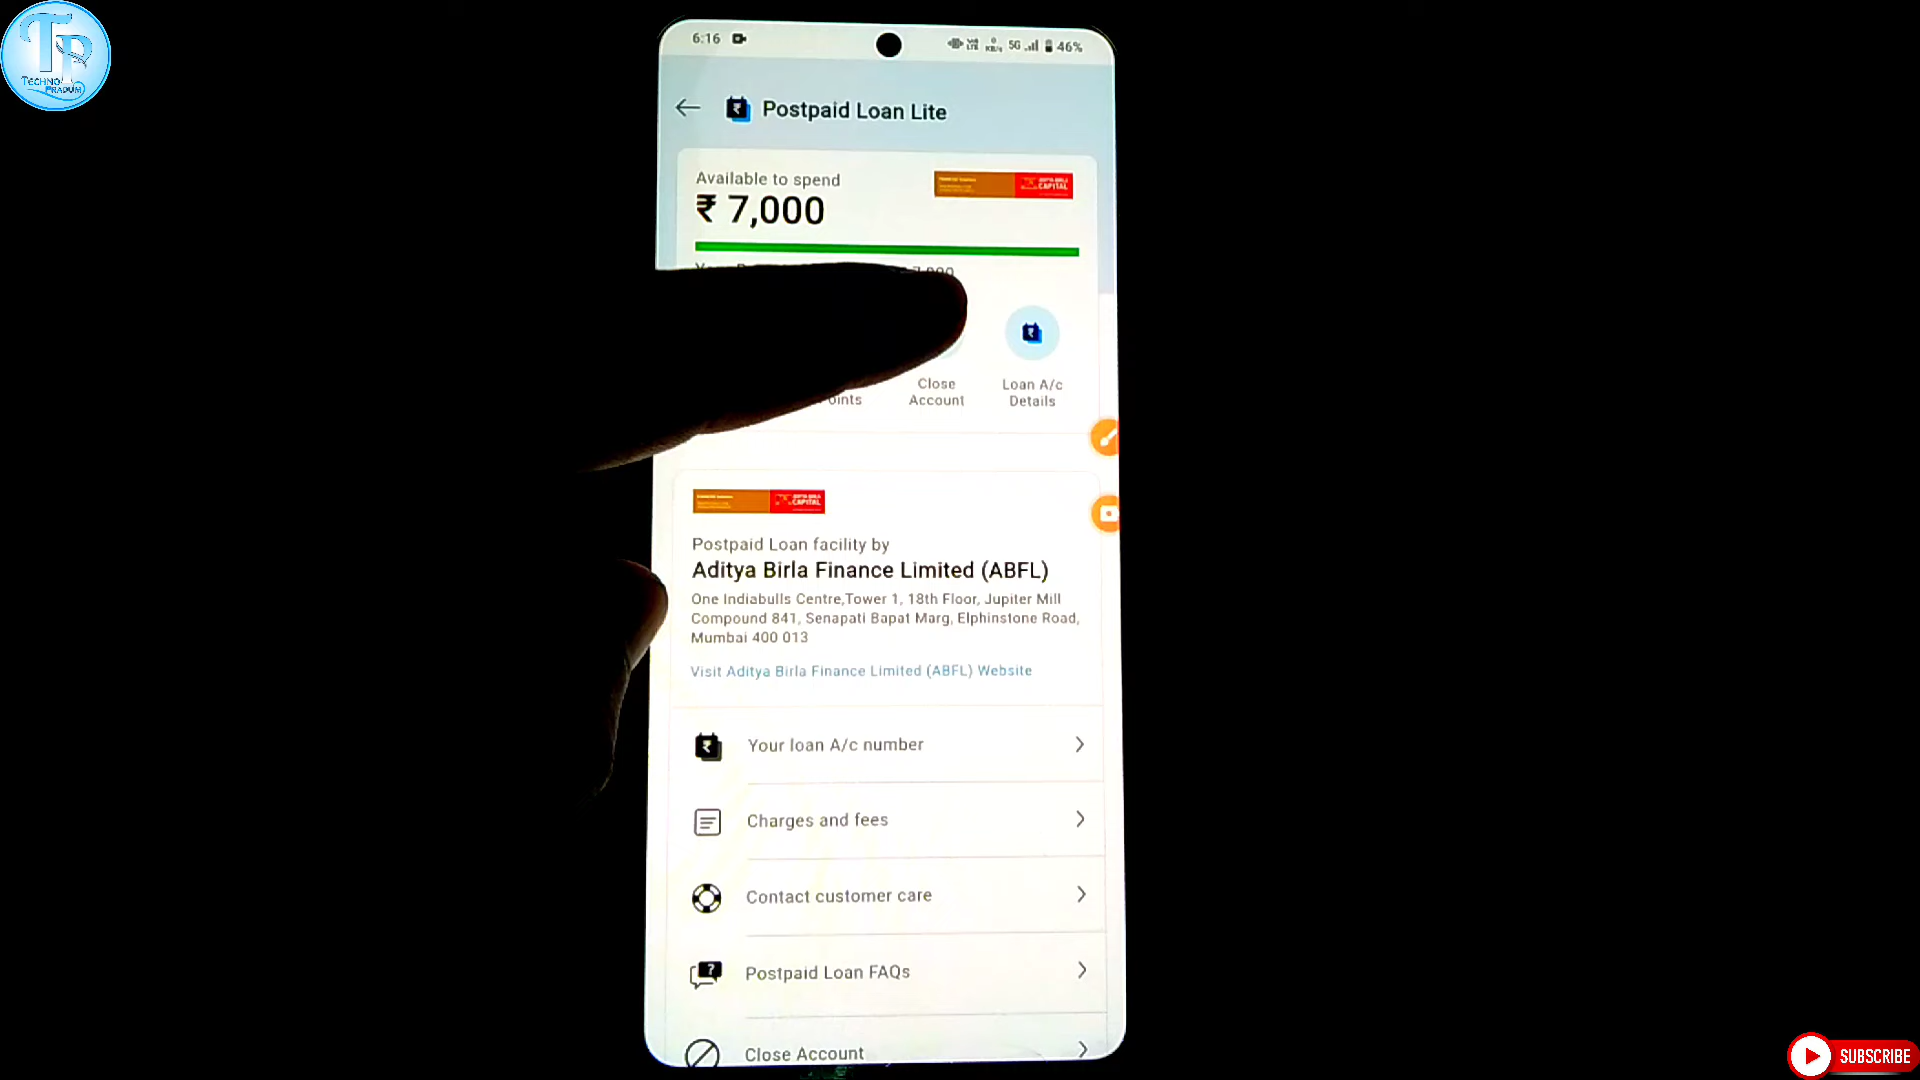 TECHNO
PRADUM
6:16
5G
46%
Postpaid Loan Lite
Available to spend
₹ 7,000
CAPITAL
Close
Account
Loan A/c
Details
CAPITAL
Postpaid Loan facility by
Aditya Birla Finance Limited (ABFL)
One Indiabulls Centre,Tower 1, 18th Floor, Jupiter Mill
Compound 841, Senapati Bapat Marg, Elphinstone Road,
Mumbai 400 013
Visit Aditya Birla Finance Limited (ABFL) Website
Your loan A/c number
Charges and fees
Contact customer care
Postpaid Loan FAQs
Close Account
SUBSCRIBE